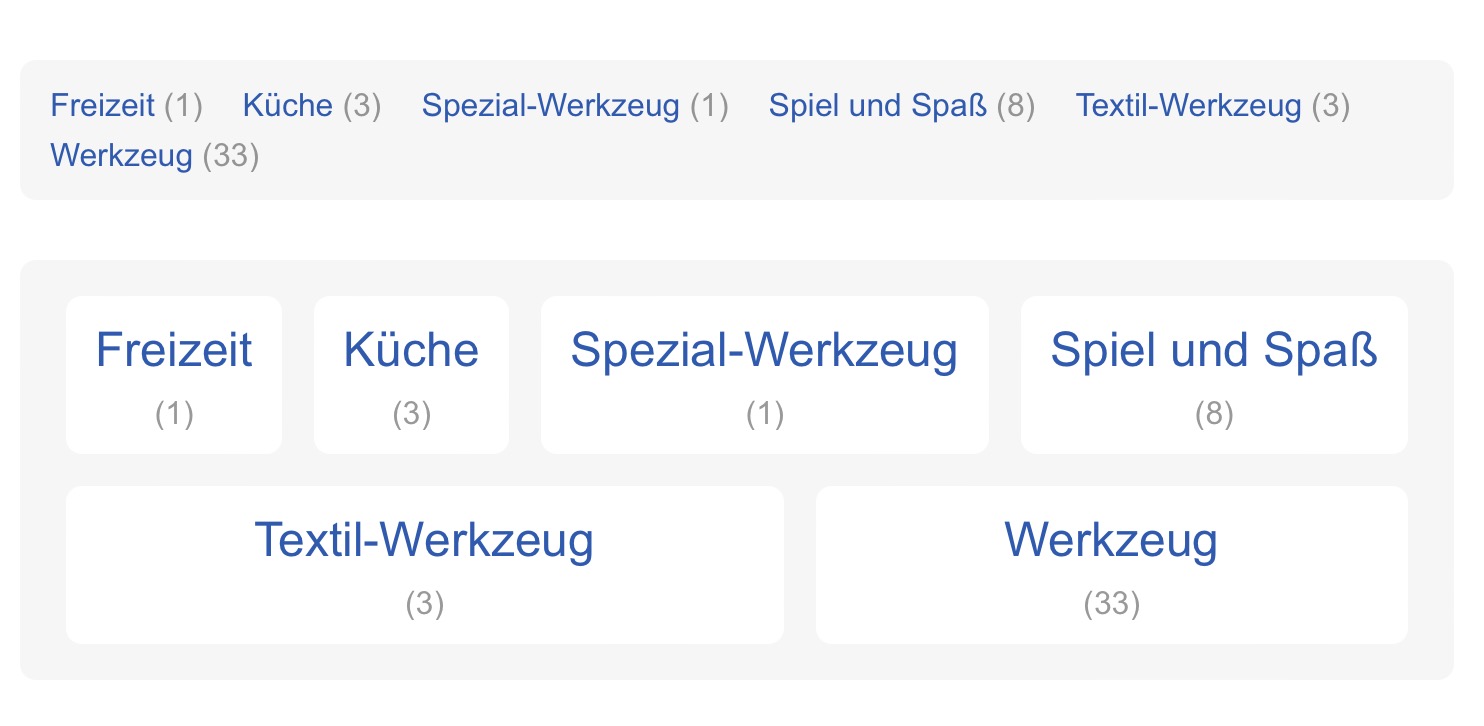 Freizeit (1) Küche (3) Spezial-Werkzeug (1) Spiel und Spaß (8) Textil-Werkzeug (3)
Werkzeug (33)
Freizeit Küche Spezial-Werkzeug Spiel und Spaß
(1) (3) (1) (8)
Textil-Werkzeug Werkzeug
(3) (33)